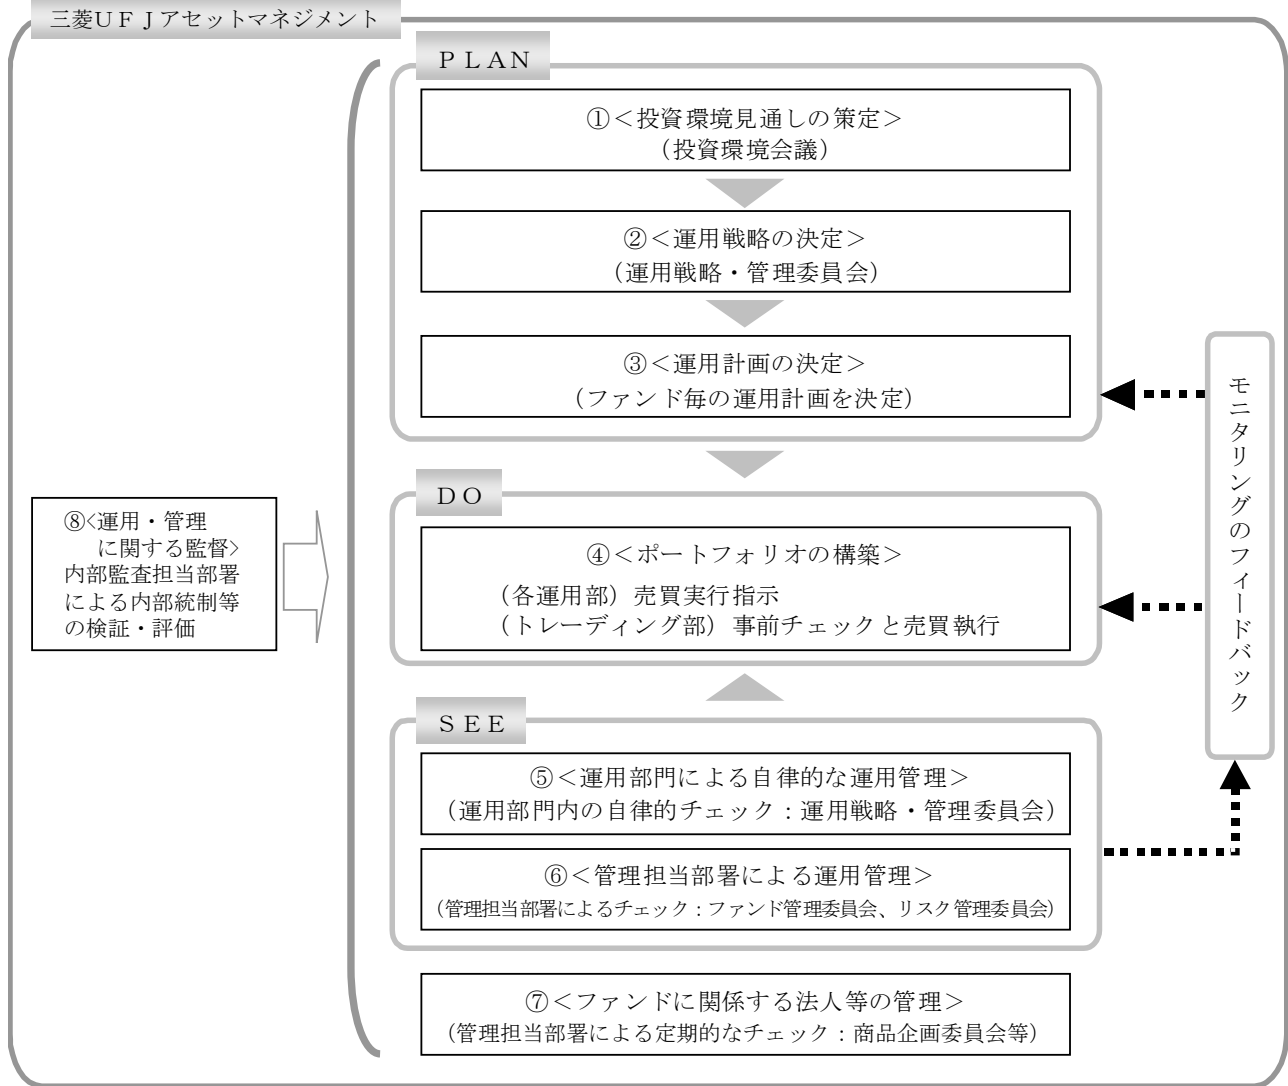 三菱ＵＦＪアセットマネジメント
ＰＬＡＮ
①＜投資環境見通しの策定＞
（投資環境会議）
②＜運用戦略の決定＞
（運用戦略・管理委員会）
③＜運用計画の決定＞
（ファンド毎の運用計画を決定）
ＤＯ
④＜ポートフォリオの構築＞
（各運用部）売買実行指示
（トレーディング部）事前チェックと売買執行
ＳＥＥ
⑤＜運用部門による自律的な運用管理＞
（運用部門内の自律的チェック：運用戦略・管理委員会）
⑥＜管理担当部署による運用管理＞
（管理担当部署によるチェック：ファンド管理委員会、リスク管理委員会）
⑦＜ファンドに関係する法人等の管理＞
（管理担当部署による定期的なチェック：商品企画委員会等）
⑧<運用・管理
に関する監督>
内部監査担当部署
による内部統制等
の検証・評価
モニタリングのフィードバック